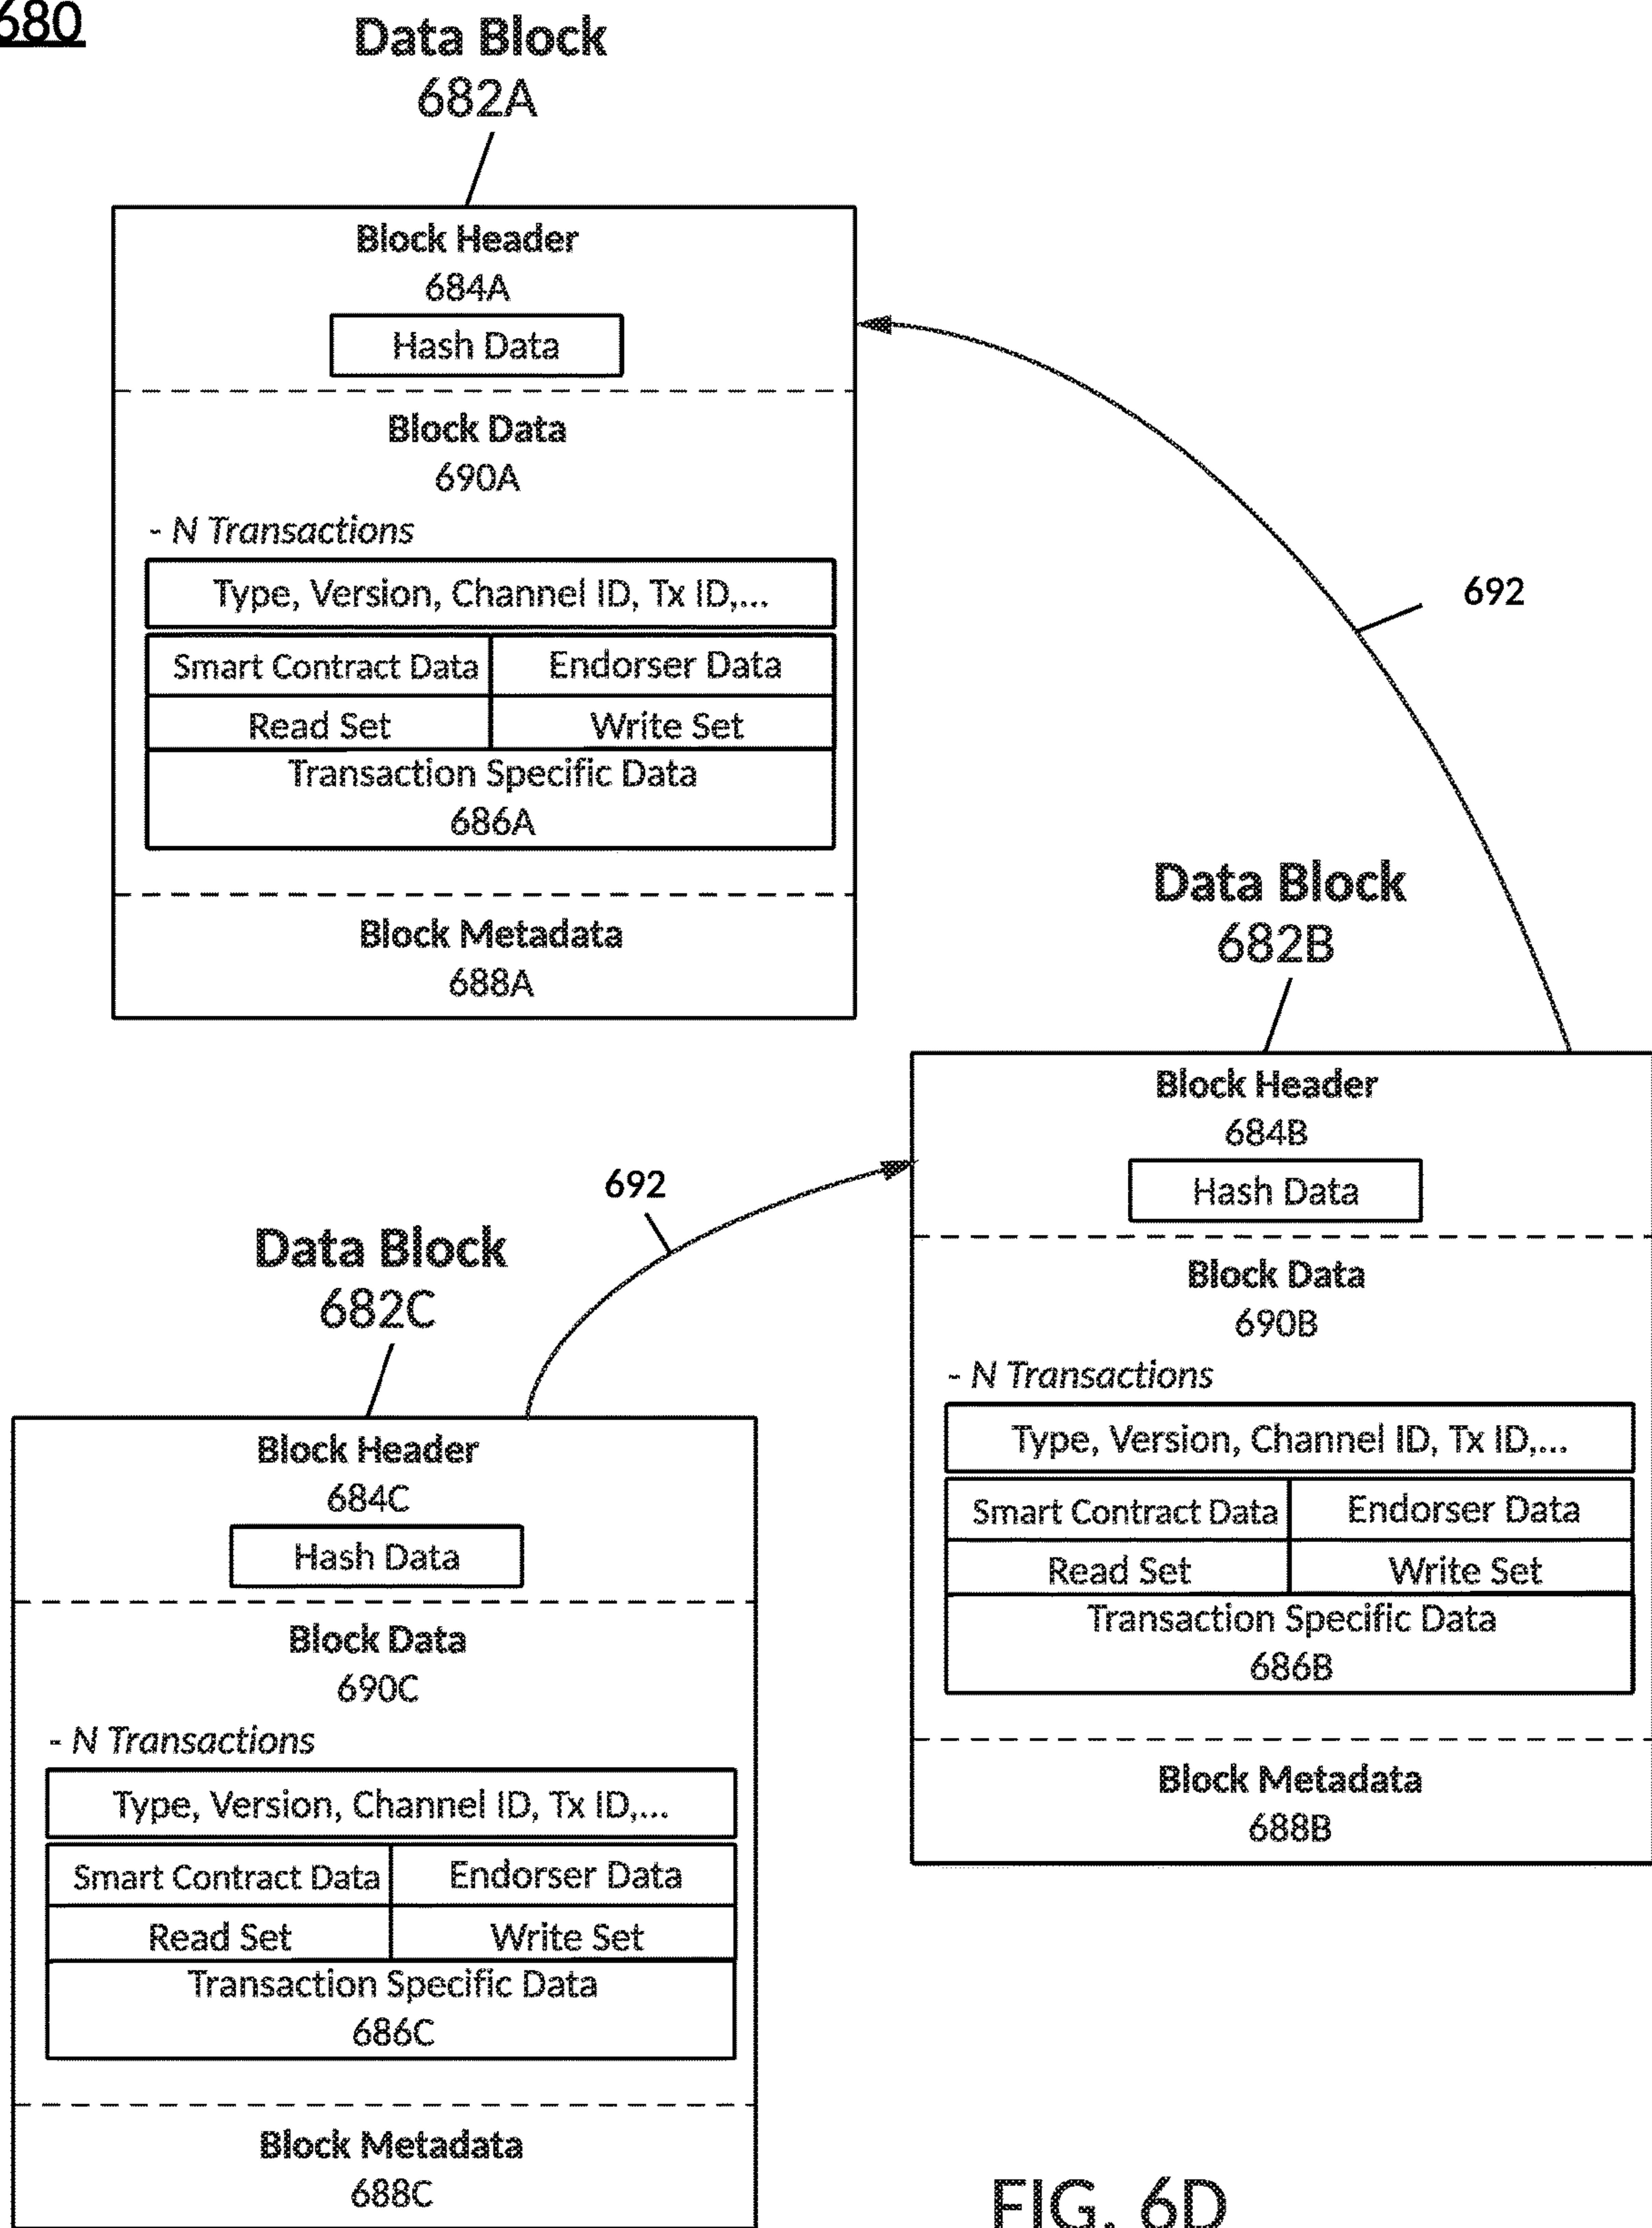 680
Data Block
682A
Block Header
684A
Hash Data
Block Data
690A
- N Transactions
Type, Version, Channel ID, Tx ID,...
Smart Contract Data Endorser Data
Read Set Write Set
Transaction Specific Data
686A
Block Metadata
688A
692
Data Block
682B
Block Header
684B
Hash Data
Block Data
690B
- N Transactions
Type, Version, Channel ID, Tx ID,...
Smart Contract Data Endorser Data
Read Set Write Set
Transaction Specific Data
686B
Block Metadata
688B
692
Data Block
682C
Block Header
684C
Hash Data
Block Data
690C
- N Transactions
Type, Version, Channel ID, Tx ID,...
Smart Contract Data Endorser Data
Read Set Write Set
Transaction Specific Data
686C
Block Metadata
688C
FIG. 6D